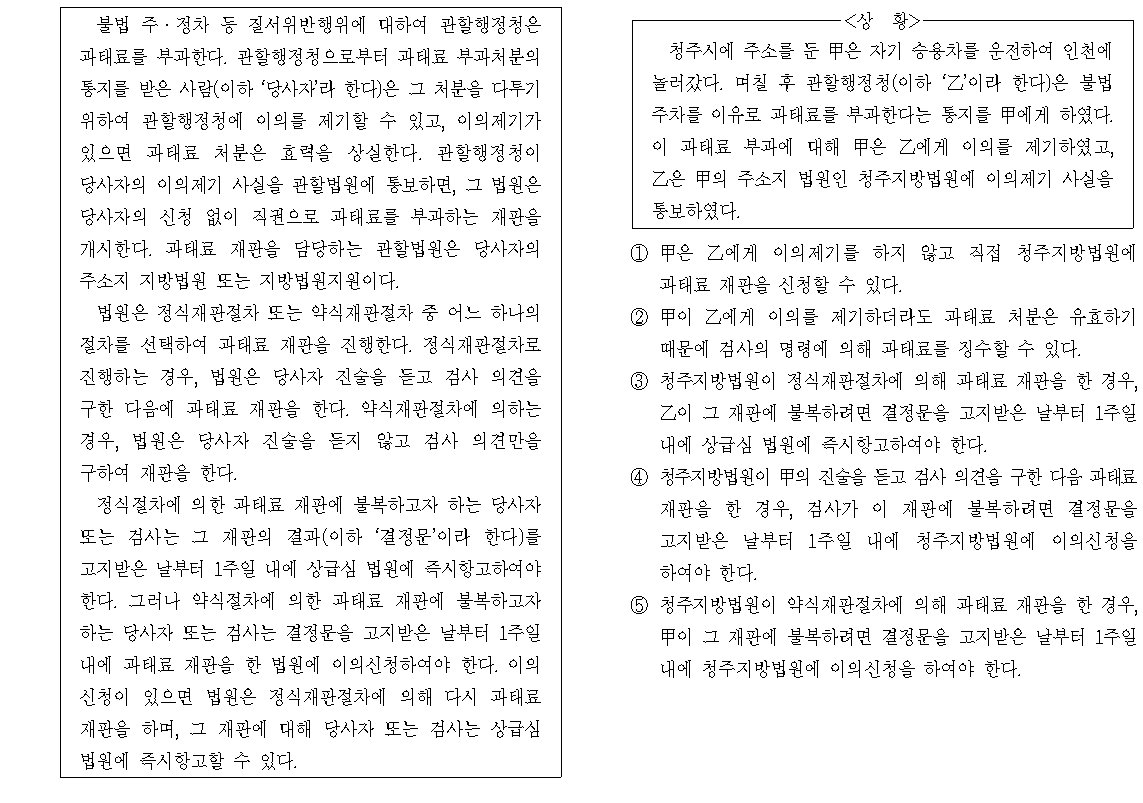 불법 주·정차 등 질서위반행위에 대하여 관할행정청은
과태료를 부과한다. 관할행정청으로부터 과태료 부과처분의
통지를 받은 사람(이하 ‘당사자’라 한다)은 그 처분을 다투기
위하여 관할행정청에 이의를 제기할 수 있고, 이의제기가
있으면 과태료 처분은 효력을 상실한다. 관할행정청이
당사자의 이의제기 사실을 관할법원에 통보하면, 그 법원은
당사자의 신청 없이 직권으로 과태료를 부과하는 재판을
개시한다. 과태료 재판을 담당하는 관할법원은 당사자의
주소지 지방법원 또는 지방법원지원이다.
법원은 정식재판절차 또는 약식재판절차 중 어느 하나의
절차를 선택하여 과태료 재판을 진행한다. 정식재판절차로
진행하는 경우, 법원은 당사자 진술을 듣고 검사 의견을
구한 다음에 과태료 재판을 한다. 약식재판절차에 의하는
경우, 법원은 당사자 진술을 듣지 않고 검사 의견만을
구하여 재판을 한다.
정식절차에 의한 과태료 재판에 불복하고자 하는 당사자
또는 검사는 그 재판의 결과(이하 ‘결정문’이라 한다)를
고지받은 날부터 1주일 내에 상급심 법원에 즉시항고하여야
한다. 그러나 약식절차에 의한 과태료 재판에 불복하고자
하는 당사자 또는 검사는 결정문을 고지받은 날부터 1주일
내에 과태료 재판을 한 법원에 이의신청하여야 한다. 이의
신청이 있으면 법원은 정식재판절차에 의해 다시 과태료
재판을 하며, 그 재판에 대해 당사자 또는 검사는 상급심
법원에 즉시항고할 수 있다.
<상 황>
청주시에 주소를 둔 甲은 자기 승용차를 운전하여 인천에
놀러갔다. 며칠 후 관할행정청(이하 ‘乙’이라 한다)은 불법
주차를 이유로 과태료를 부과한다는 통지를 甲에게 하였다.
이 과태료 부과에 대해 甲은 乙에게 이의를 제기하였고,
乙은 甲의 주소지 법원인 청주지방법원에 이의제기 사실을
통보하였다.
① 甲은 乙에게 이의제기를 하지 않고 직접 청주지방법원에
과태료 재판을 신청할 수 있다.
② 甲이 乙에게 이의를 제기하더라도 과태료 처분은 유효하기
때문에 검사의 명령에 의해 과태료를 징수할 수 있다.
③ 청주지방법원이 정식재판절차에 의해 과태료 재판을 한 경우,
乙이 그 재판에 불복하려면 결정문을 고지받은 날부터 1주일
내에 상급심 법원에 즉시항고하여야 한다.
④ 청주지방법원이 甲의 진술을 듣고 검사 의견을 구한 다음 과태료
재판을 한 경우, 검사가 이 재판에 불복하려면 결정문을
고지받은 날부터 1주일 내에 청주지방법원에 이의신청을
하여야 한다.
⑤ 청주지방법원이 약식재판절차에 의해 과태료 재판을 한 경우,
甲이 그 재판에 불복하려면 결정문을 고지받은 날부터 1주일
내에 청주지방법원에 이의신청을 하여야 한다.